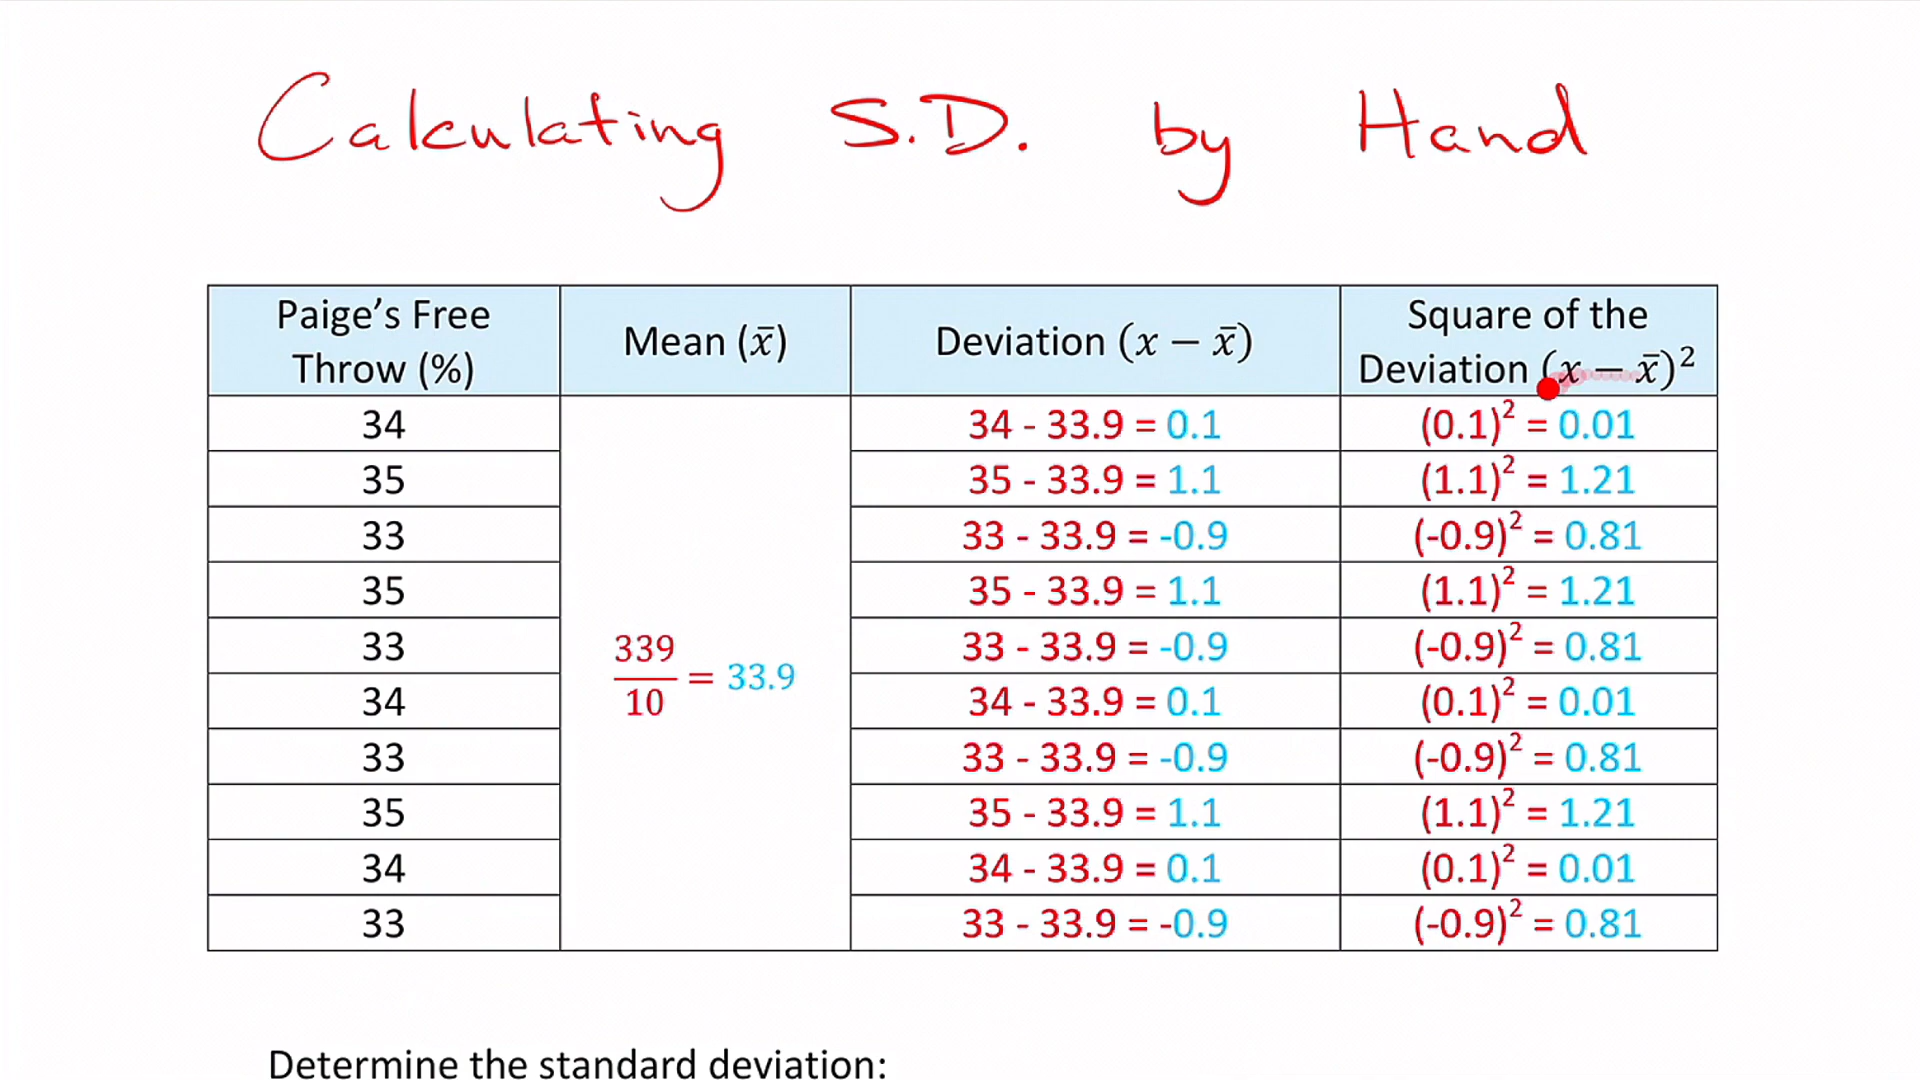 Calculating S.D. by Hand
Paige’s Free Throw (%) Mean (x̄) Deviation (x − x̄) Square of the Deviation (x − x̄)²
34 34 - 33.9 = 0.1 (0.1)² = 0.01
35 35 - 33.9 = 1.1 (1.1)² = 1.21
33 33 - 33.9 = -0.9 (-0.9)² = 0.81
35 35 - 33.9 = 1.1 (1.1)² = 1.21
33 339/10 = 33.9 33 - 33.9 = -0.9 (-0.9)² = 0.81
34 34 - 33.9 = 0.1 (0.1)² = 0.01
33 33 - 33.9 = -0.9 (-0.9)² = 0.81
35 35 - 33.9 = 1.1 (1.1)² = 1.21
34 34 - 33.9 = 0.1 (0.1)² = 0.01
33 33 - 33.9 = -0.9 (-0.9)² = 0.81
Determine the standard deviation: